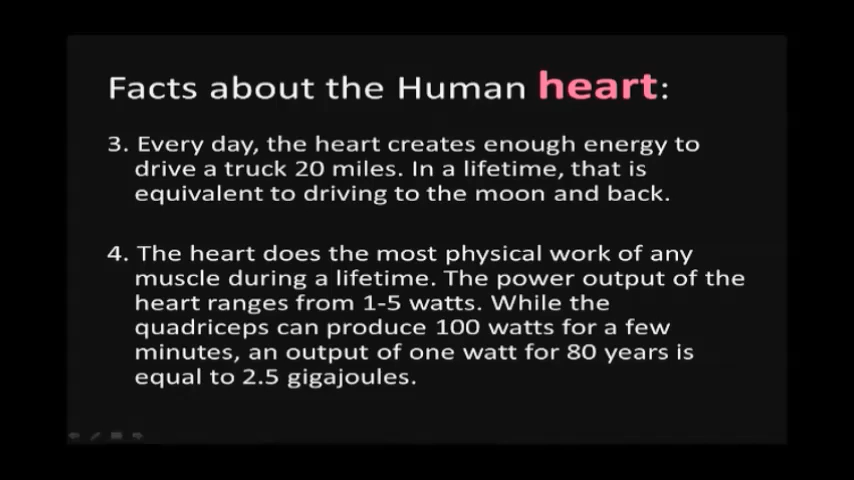 Facts about the Human heart:
3. Every day, the heart creates enough energy to
drive a truck 20 miles. In a lifetime, that is
equivalent to driving to the moon and back.
4. The heart does the most physical work of any
muscle during a lifetime. The power output of the
heart ranges from 1-5 watts. While the
quadriceps can produce 100 watts for a few
minutes, an output of one watt for 80 years is
equal to 2.5 gigajoules.